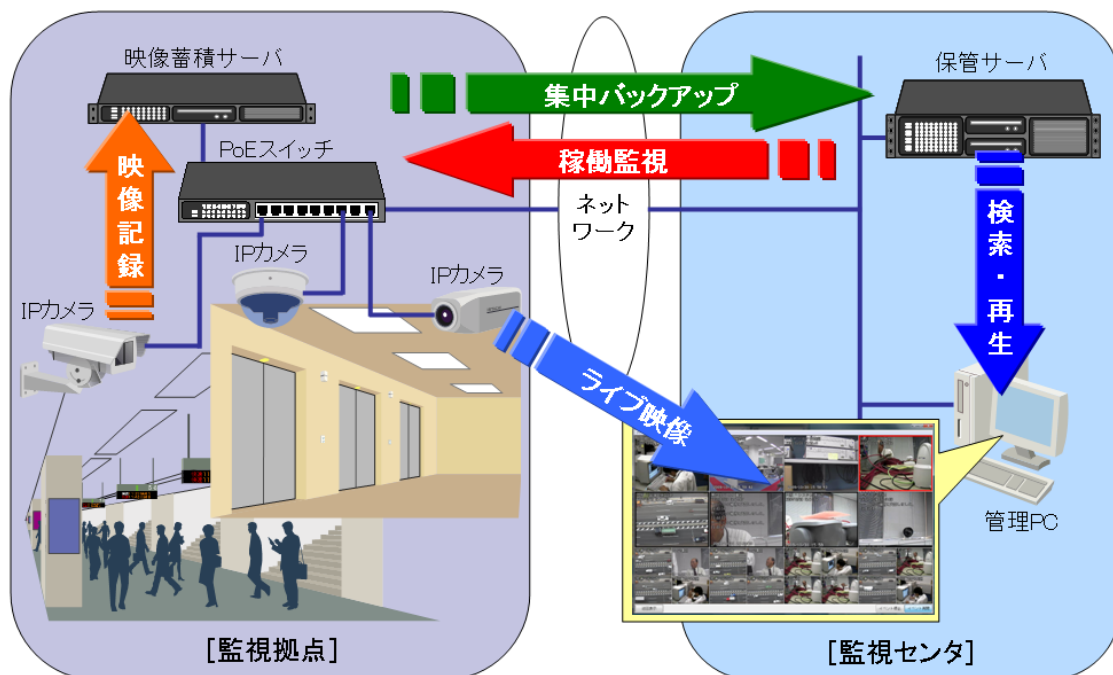 映像蓄積サーバ
保管サーバ
集中バックアップ
PoEスイッチ
稼働監視
映像記録
ネット
ワーク
検索・再生
IPカメラ
IPカメラ
IPカメラ
ライブ映像
管理PC
[監視拠点]
[監視センタ]